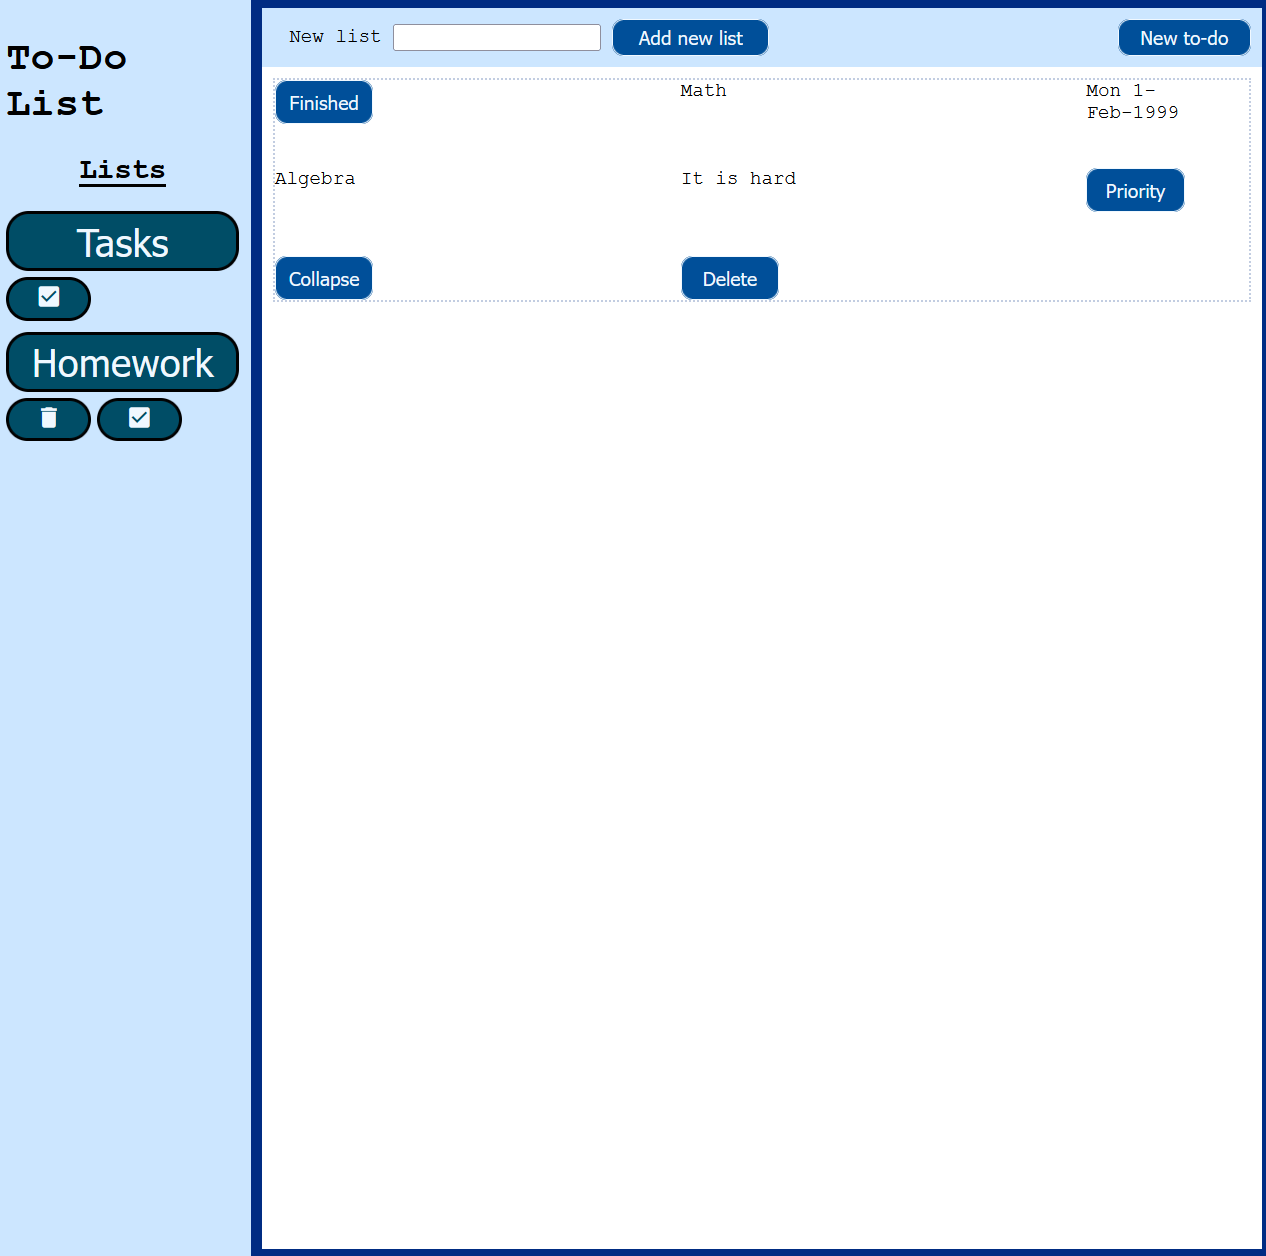 To-Do
List
Lists
Tasks
Homework
New list
Add new list
New to-do
Finished
Math
Mon 1-
Feb-1999
Algebra
It is hard
Priority
Collapse
Delete